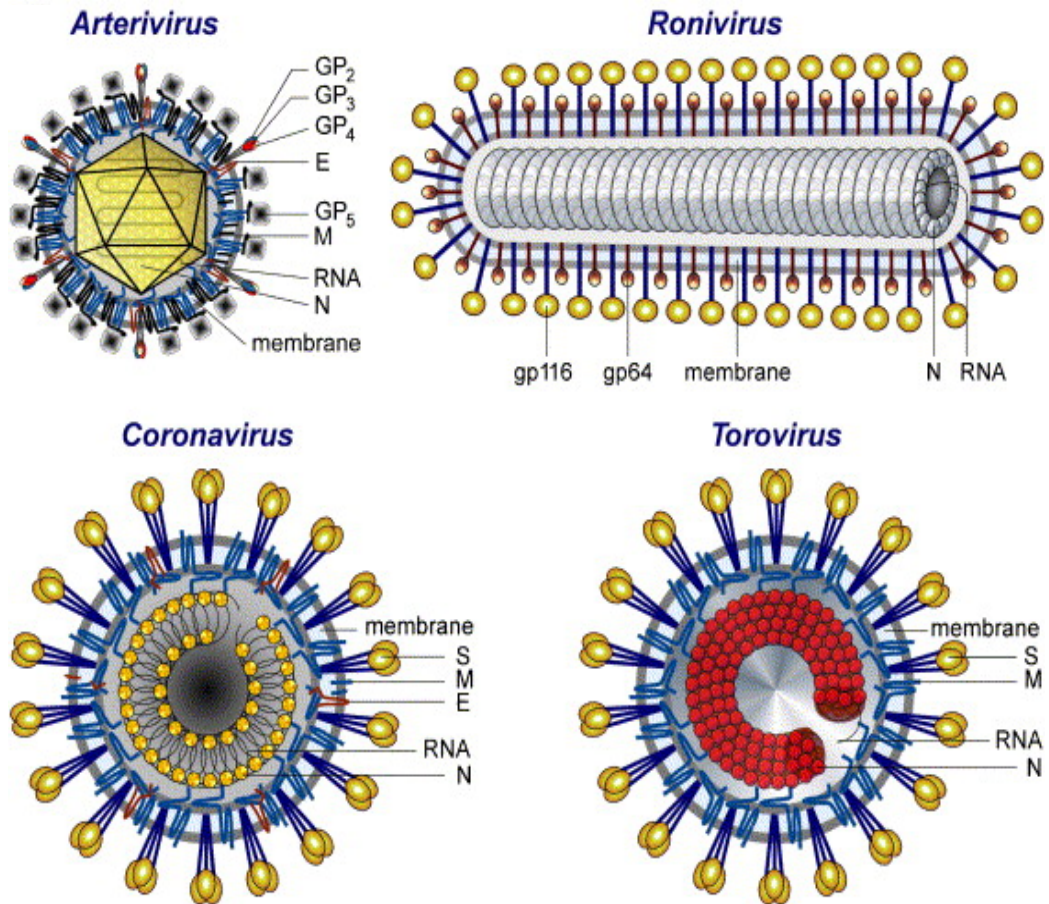 Arterivirus
GP2
GP3
GP4
E
GP5
M
RNA
N
membrane
Ronivirus
gp116 gp64 membrane N RNA
Coronavirus
membrane
S
M
E
RNA
N
Torovirus
membrane
S
M
RNA
N